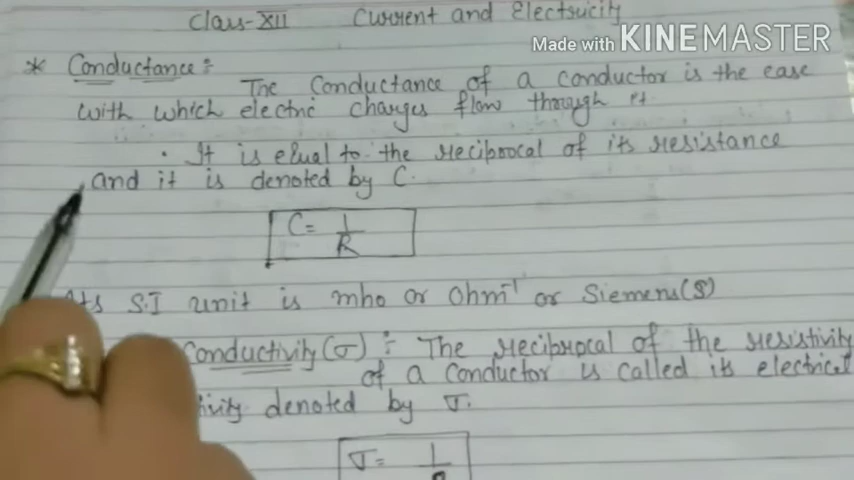 Class-XII Current and Electricity
Made with KINEMASTER
* Conductance:
The Conductance of a conductor is the ease
with which electric charges flow through it.
• It is equal to the reciprocal of its resistance
and it is denoted by C.
C = 1/R
Its S.I unit is mho or Ohm⁻¹ or Siemens(S)
Conductivity (σ): The reciprocal of the resistivity
of a conductor is called its electrical
denoted by σ.
σ = 1